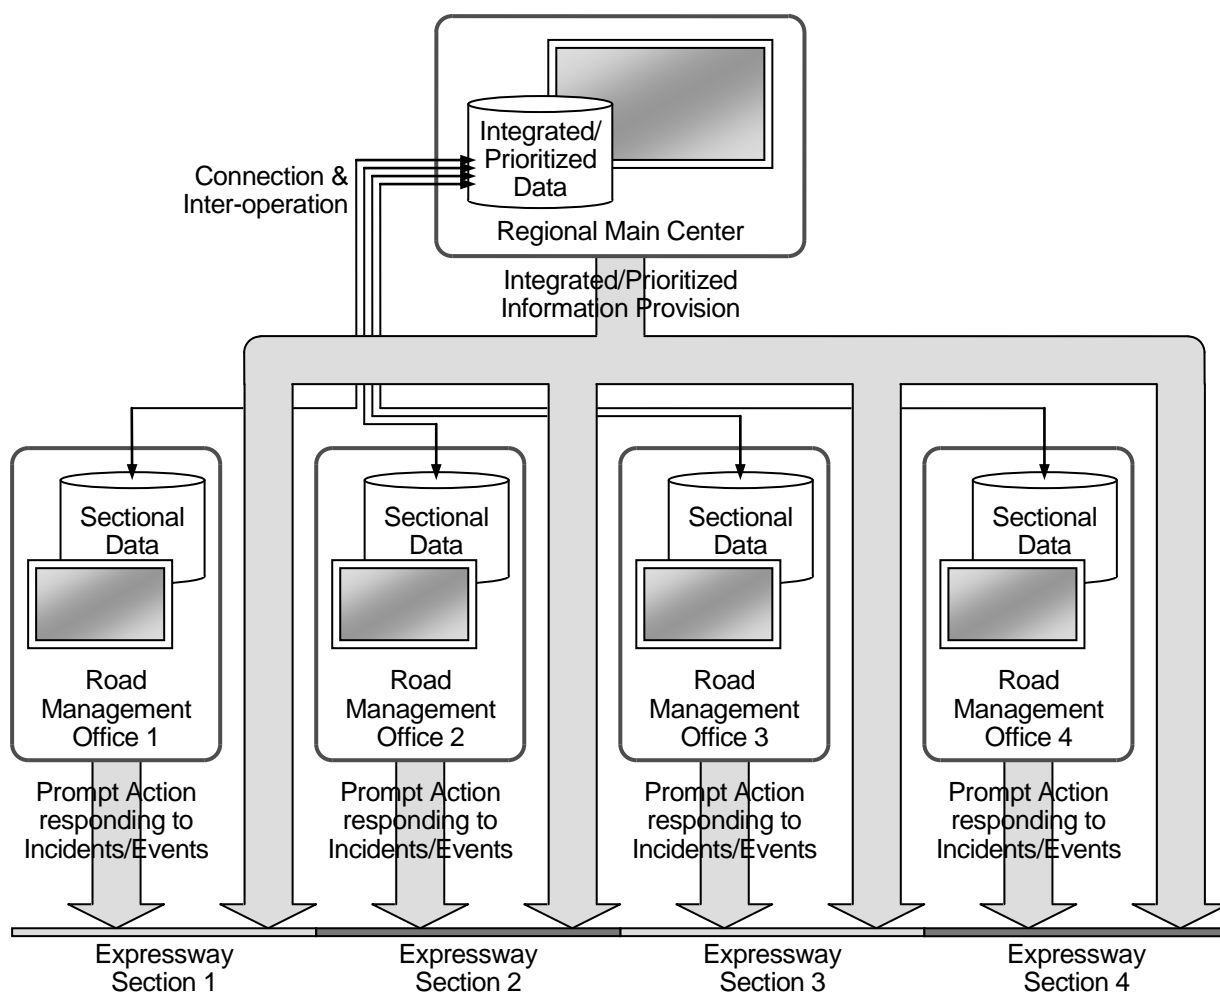 Integrated/
Prioritized
Data
Connection &
Inter-operation
Regional Main Center
Integrated/Prioritized
Information Provision
Sectional
Data
Road
Management
Office 1
Sectional
Data
Road
Management
Office 2
Sectional
Data
Road
Management
Office 3
Sectional
Data
Road
Management
Office 4
Prompt Action
responding to
Incidents/Events
Prompt Action
responding to
Incidents/Events
Prompt Action
responding to
Incidents/Events
Prompt Action
responding to
Incidents/Events
Expressway
Section 1
Expressway
Section 2
Expressway
Section 3
Expressway
Section 4